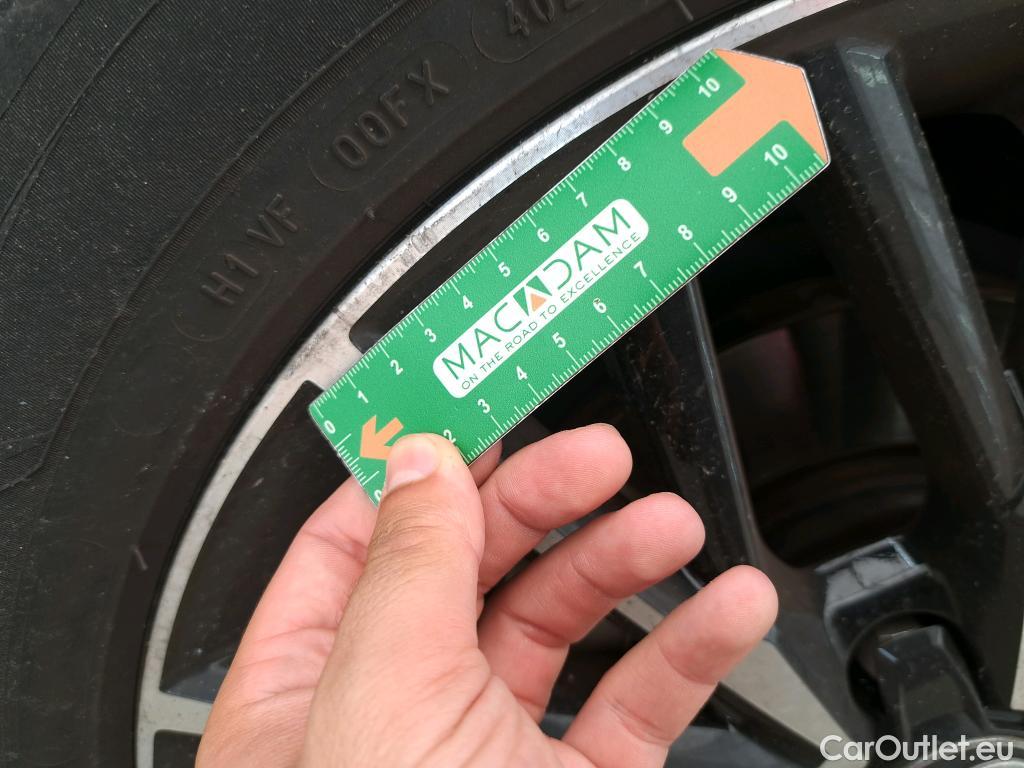 00FX
H1 VF
MACADAM
ON THE ROAD TO EXCELLENCE
0 1 2 3 4 5 6 7 8 9 10
2 3 4 5 6 7 8 9 10
CarOutlet.eu